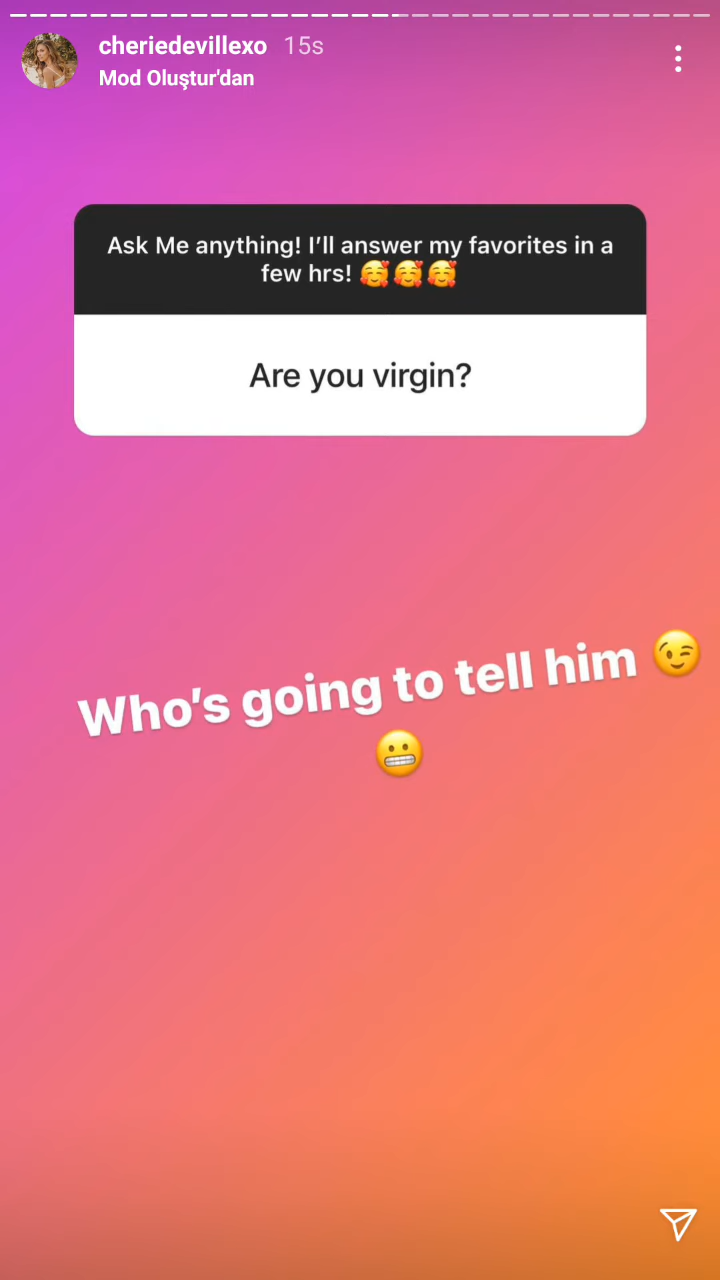 cheriedevillexo 15s
Mod Oluştur'dan
Ask Me anything! I’ll answer my favorites in a
few hrs! 🥰🥰🥰
Are you virgin?
Who’s going to tell him 😉
😬